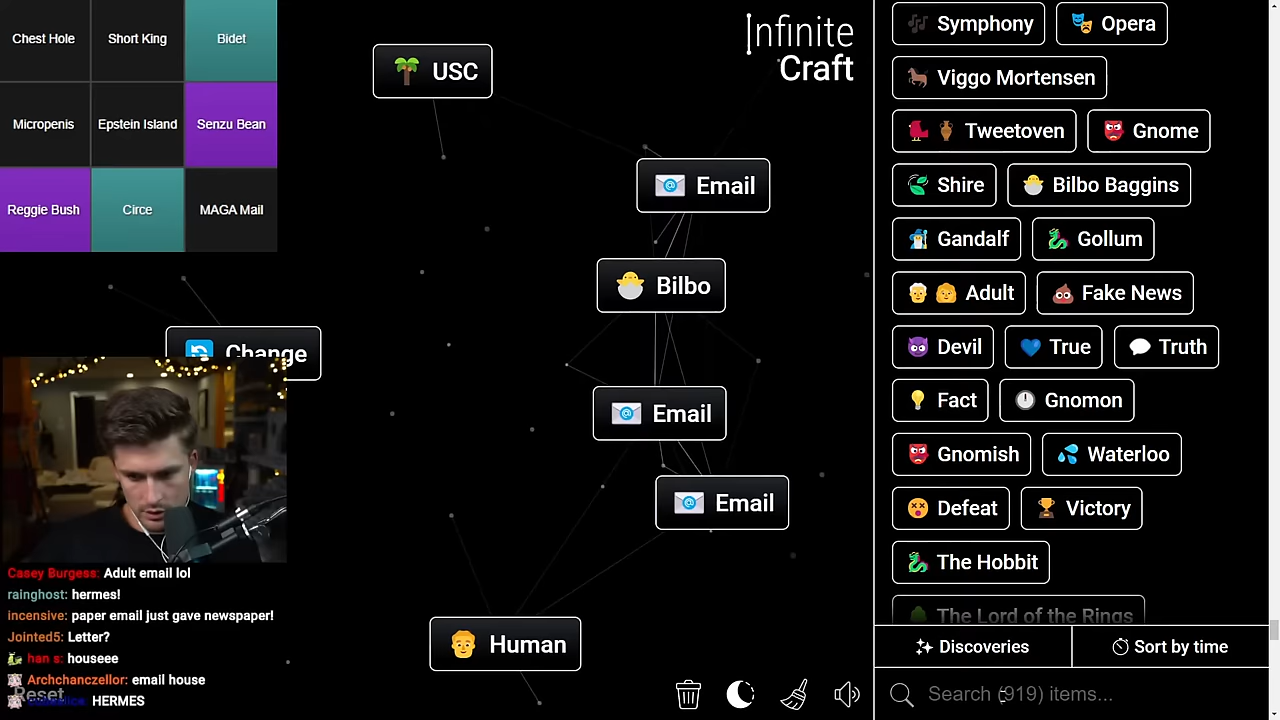 Chest Hole
Short King
Bidet
Micropenis
Epstein Island
Senzu Bean
Reggie Bush
Circe
MAGA Mail
Infinite
Craft
USC
Email
Bilbo
Change
Email
Email
Human
Casey Burgess: Adult email lol
rainghost: hermes!
incensive: paper email just gave newspaper!
Jointed5: Letter?
han s: houseee
Archchanczellor: email house
HERMES
Reset
Symphony
Opera
Viggo Mortensen
Tweetoven
Gnome
Shire
Bilbo Baggins
Gandalf
Gollum
Adult
Fake News
Devil
True
Truth
Fact
Gnomon
Gnomish
Waterloo
Defeat
Victory
The Hobbit
The Lord of the Rings
Discoveries
Sort by time
Search (919) items...